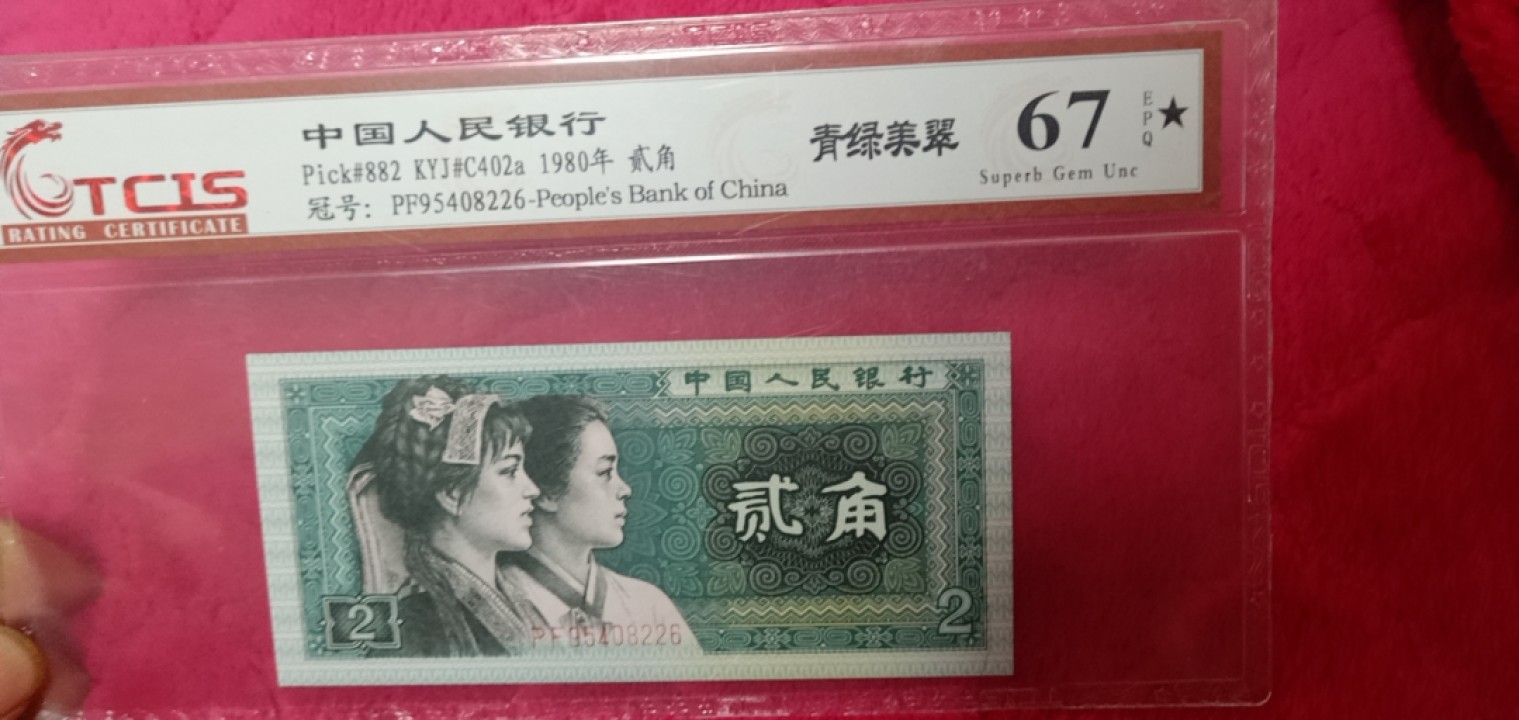 TCIS
RATING CERTIFICATE
中国人民银行
Pick#882 KYJ#C402a 1980年 贰角
冠号: PF95408226-People's Bank of China
青绿美翠
67
EPQ
★
Superb Gem Unc
中国人民银行
贰角
2
PF95408226
2